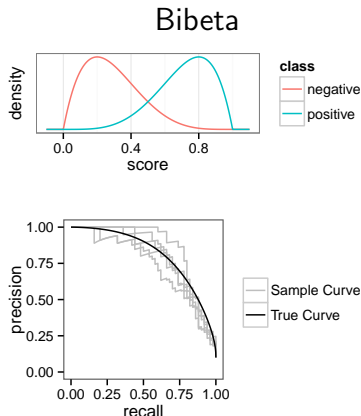 Bibeta
density
class
negative
positive
0.0 0.4 0.8
score
precision
1.00
0.75
0.50
0.25
0.00
Sample Curve
True Curve
0.00 0.25 0.50 0.75 1.00
recall